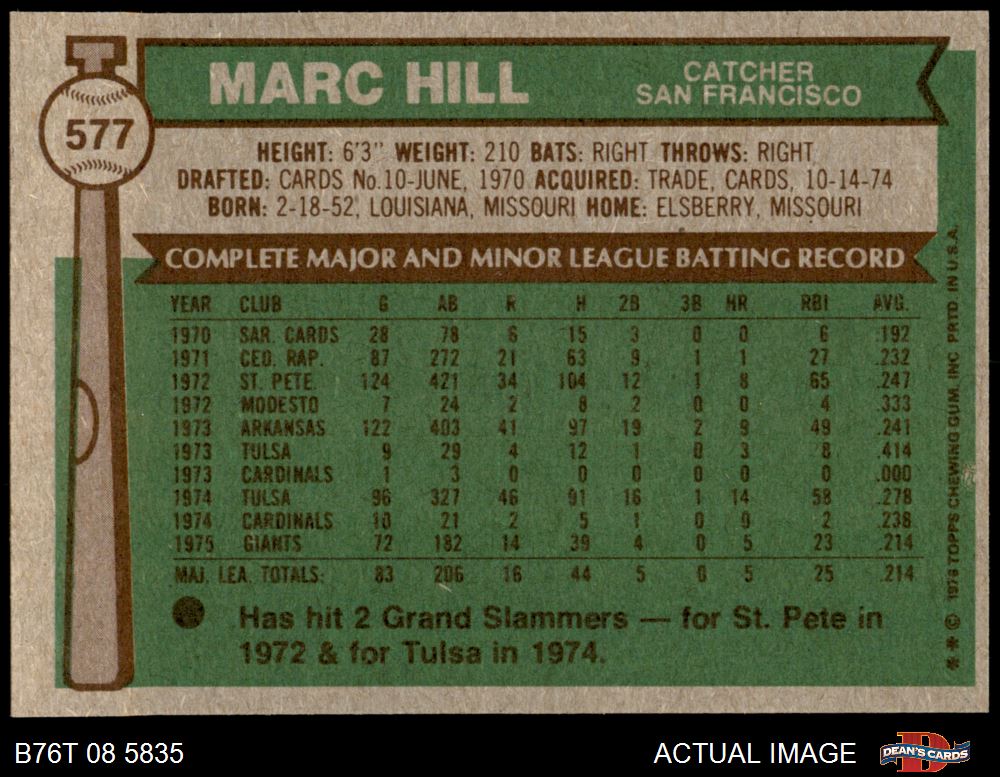 577
MARC HILL
CATCHER
SAN FRANCISCO
HEIGHT: 6'3" WEIGHT: 210 BATS: RIGHT THROWS: RIGHT
DRAFTED: CARDS No.10-JUNE, 1970 ACQUIRED: TRADE, CARDS, 10-14-74
BORN: 2-18-52, LOUISIANA, MISSOURI HOME: ELSBERRY, MISSOURI
COMPLETE MAJOR AND MINOR LEAGUE BATTING RECORD
YEAR CLUB G AB R H 2B 3B HR RBI AVG.
1970 SAR. CARDS 28 78 6 15 3 0 0 6 .192
1971 CED. RAP. 87 272 21 63 9 1 1 27 .232
1972 ST. PETE. 124 421 34 104 12 1 8 65 .247
1972 MODESTO 7 24 2 8 2 0 0 4 .333
1973 ARKANSAS 122 403 41 97 19 2 9 49 .241
1973 TULSA 9 29 4 12 1 0 3 8 .414
1973 CARDINALS 1 3 0 0 0 0 0 0 .000
1974 TULSA 96 327 46 91 16 1 14 58 .278
1974 CARDINALS 10 21 2 5 1 0 0 2 .238
1975 GIANTS 72 182 14 39 4 0 5 23 .214
MAJ. LEA. TOTALS: 83 206 16 44 5 0 5 25 .214
Has hit 2 Grand Slammers — for St. Pete in
1972 & for Tulsa in 1974.
** © 1976 TOPPS CHEWING GUM, INC. PRTD. IN U.S.A.
B76T 08 5835
ACTUAL IMAGE
D
DEAN'S CARDS